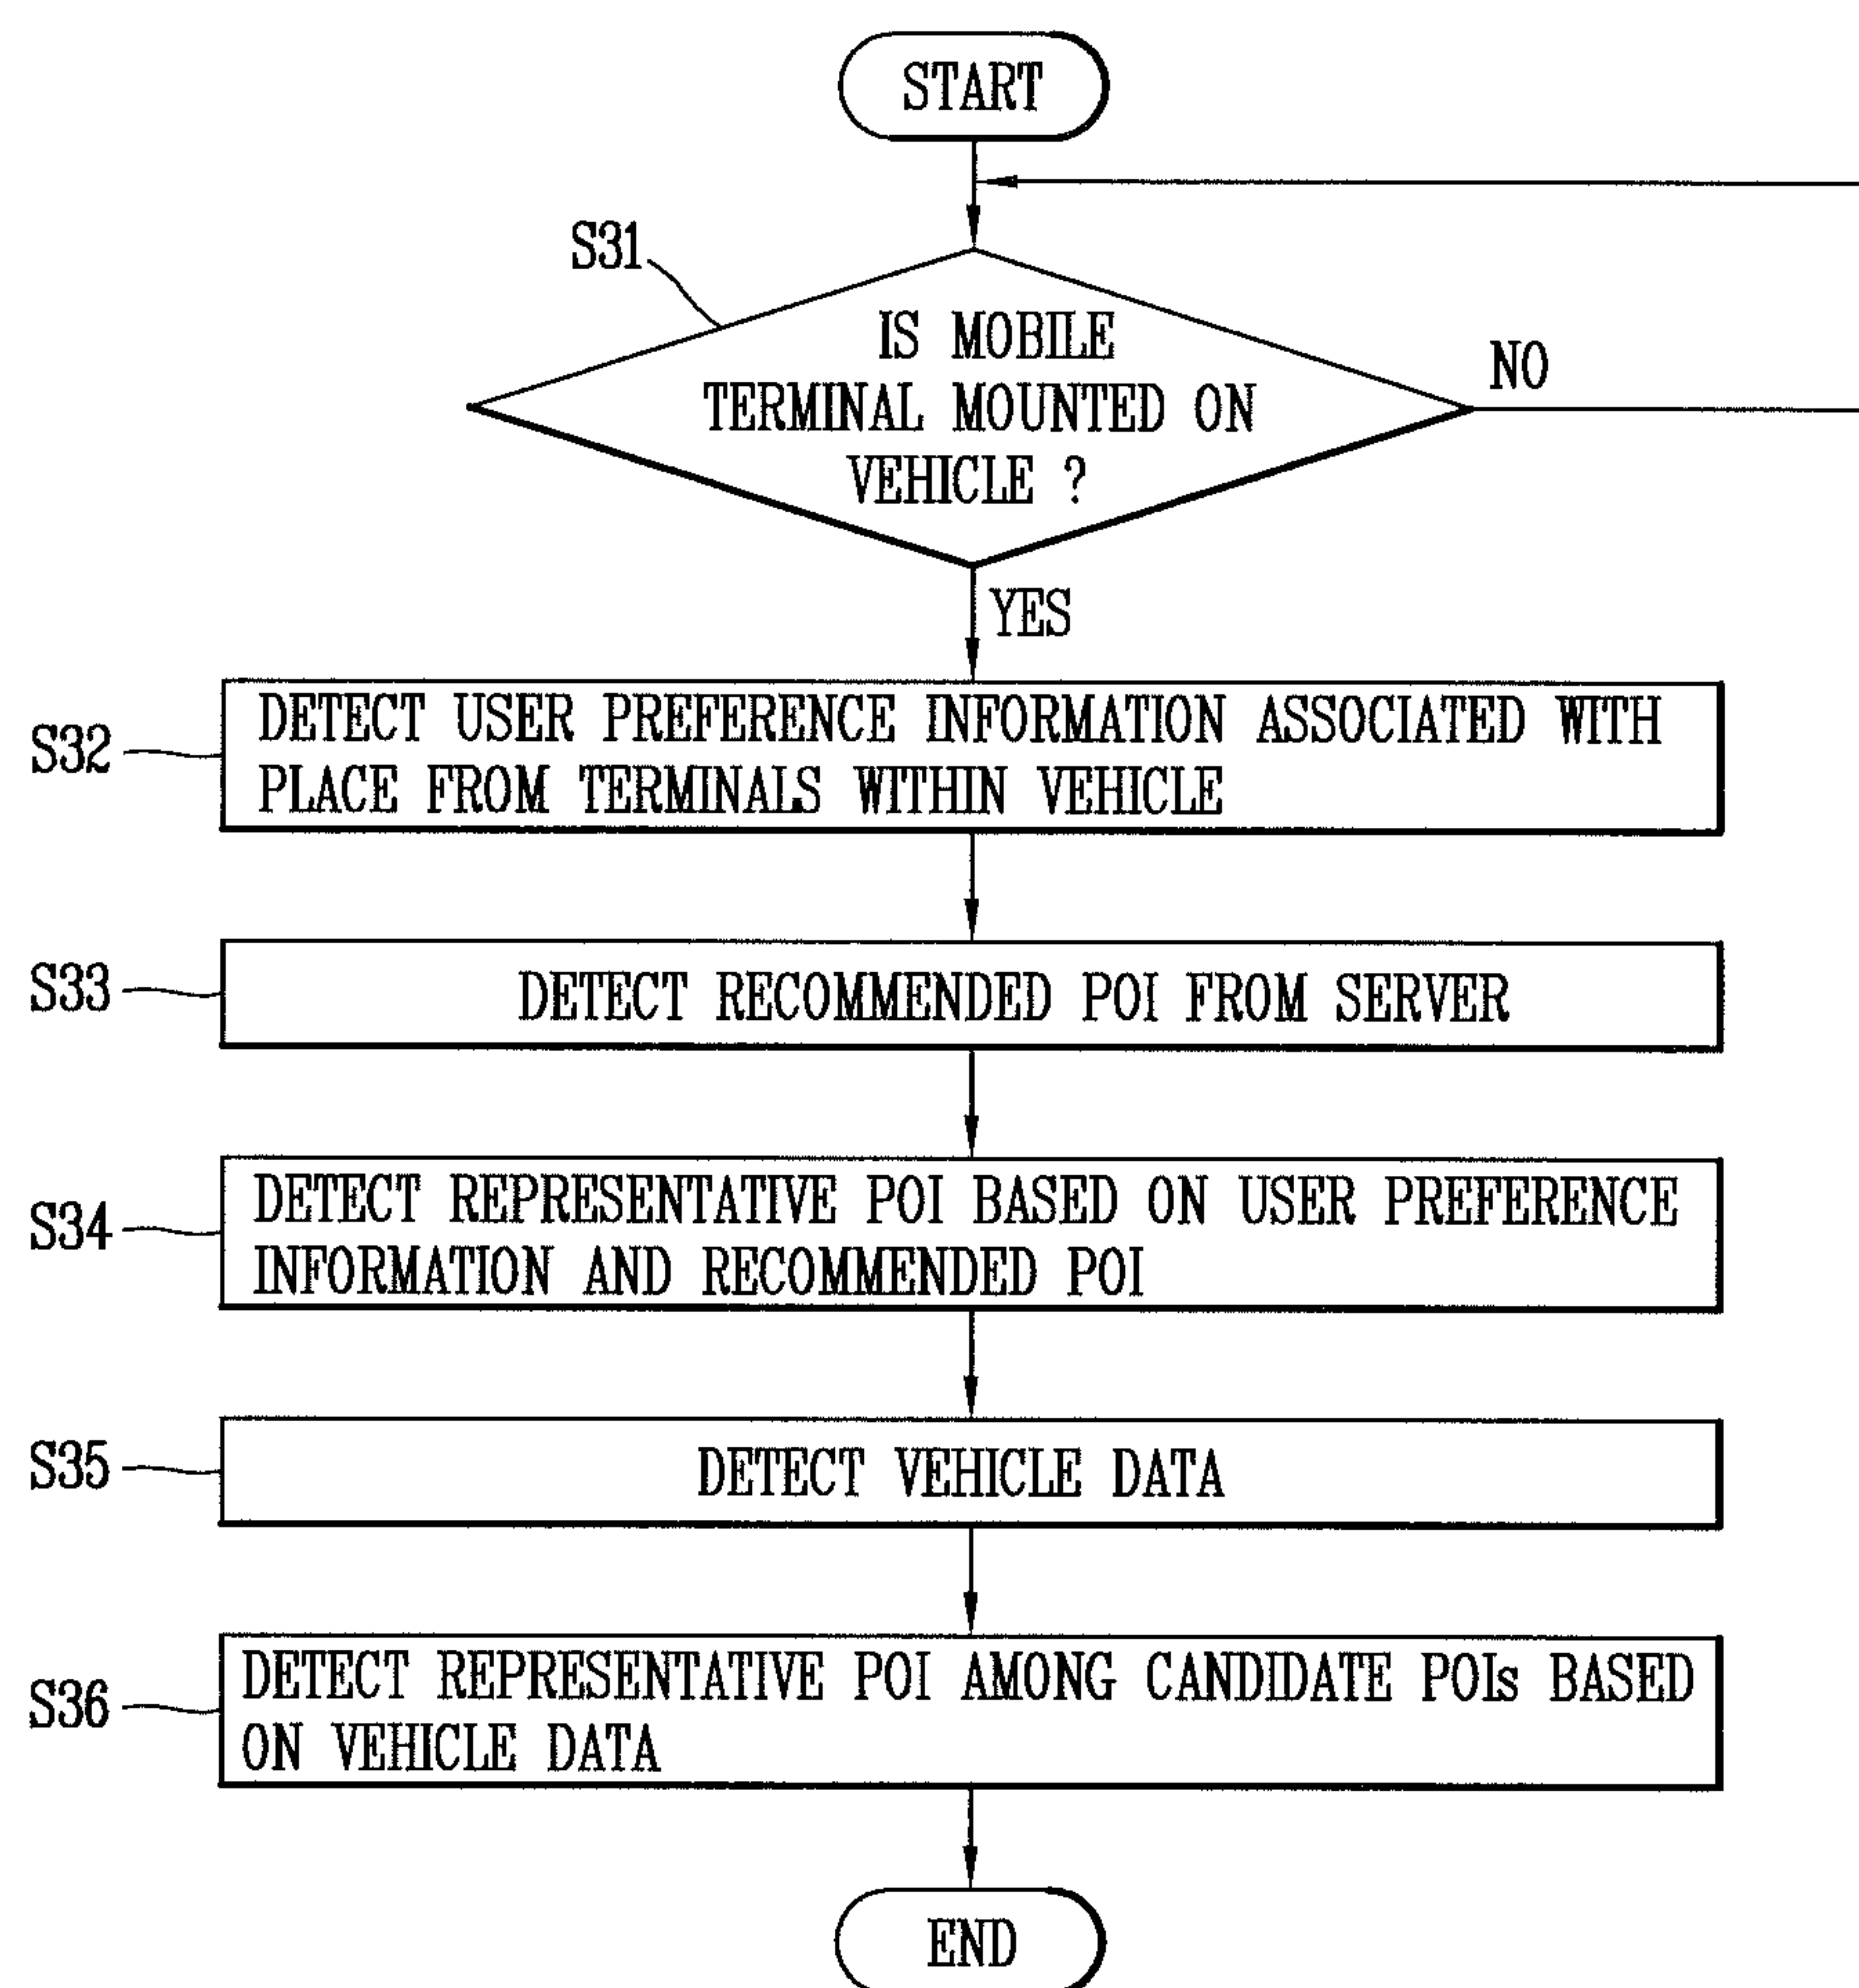 START
S31
IS MOBILE
TERMINAL MOUNTED ON
VEHICLE ?
NO
YES
S32
DETECT USER PREFERENCE INFORMATION ASSOCIATED WITH
PLACE FROM TERMINALS WITHIN VEHICLE
S33
DETECT RECOMMENDED POI FROM SERVER
S34
DETECT REPRESENTATIVE POI BASED ON USER PREFERENCE
INFORMATION AND RECOMMENDED POI
S35
DETECT VEHICLE DATA
S36
DETECT REPRESENTATIVE POI AMONG CANDIDATE POIs BASED
ON VEHICLE DATA
END